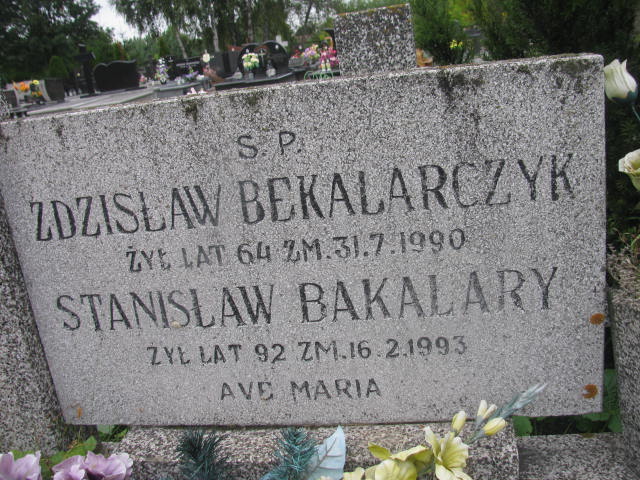 S. P.
ZDZISŁAW BEKALARCZYK
ŻYŁ LAT 64 ZM. 31.7.1990
STANISŁAW BAKALARY
ŻYŁ LAT 92 ZM. 16.2.1993
AVE MARIA